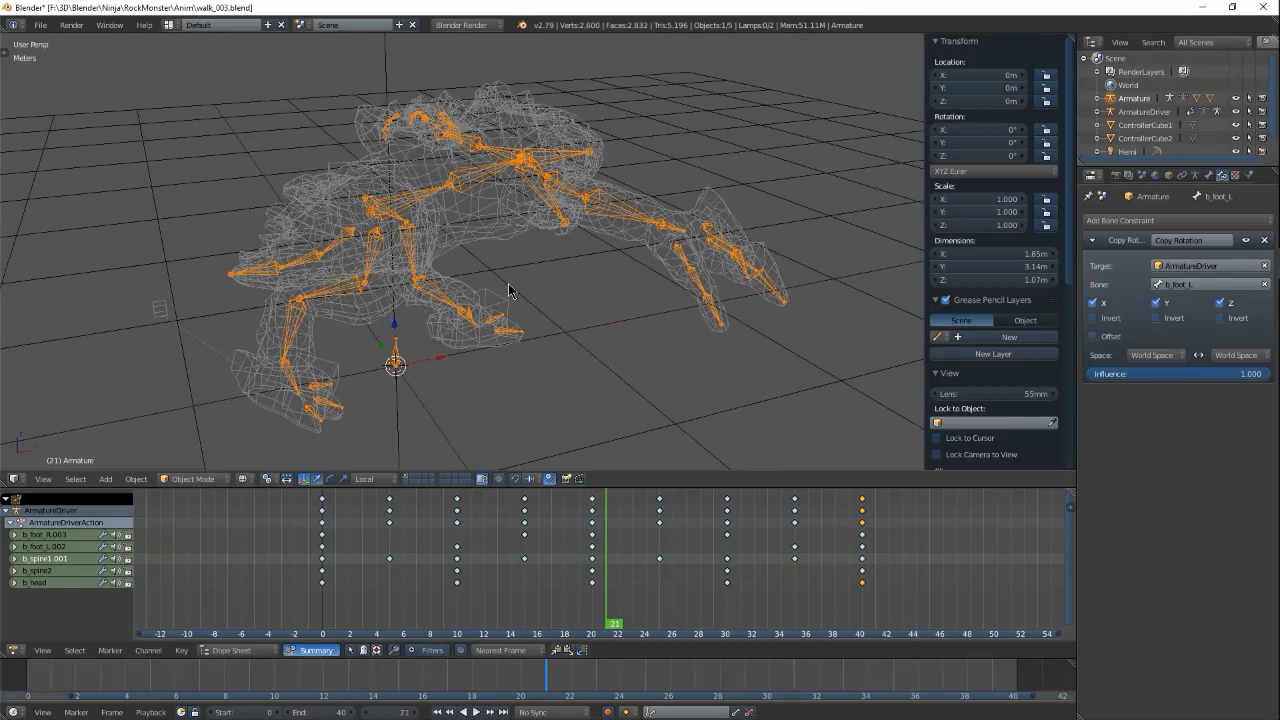 Blender* [F:\3D\Blender\Ninja\RockMonster\Anim\walk_003.blend]
File Render Window Help Default Scene Blender Render v2.79 | Verts:2,600 | Faces:2,832 | Tris:5,196 | Objects:1/5 | Lamps:0/2 | Mem:51.11M | Armature
User Persp
Meters
(21) Armature
Transform
Location:
X: 0m
Y: 0m
Z: 0m
Rotation:
X: 0°
Y: 0°
Z: 0°
XYZ Euler
Scale:
X: 1.000
Y: 1.000
Z: 1.000
Dimensions:
X: 1.85m
Y: 3.14m
Z: 1.07m
Grease Pencil Layers
Scene Object
New
New Layer
View
Lens: 55mm
Lock to Object:
Lock to Cursor
Lock Camera to View
View Search All Scenes
Scene
RenderLayers
World
Armature
ArmatureDriver
ControllerCube1
ControllerCube2
Hemi
Armature b_foot_L
Add Bone Constraint
Copy Rot... Copy Rotation
Target: ArmatureDriver
Bone: b_foot_L
X Y Z
Invert Invert Invert
Offset
Space: World Space World Space
Influence: 1.000
View Select Add Object Object Mode Local
ArmatureDriver
ArmatureDriverAction
b_foot_R.003
b_foot_L.002
b_spine1.001
b_spine2
b_head
21
-12 -10 -8 -6 -4 -2 0 2 4 6 8 10 12 14 16 18 20 22 24 26 28 30 32 34 36 38 40 42 44 46 48 50 52 54
View Select Marker Channel Key Dope Sheet Summary Filters Nearest Frame
0 2 4 6 8 10 12 14 16 18 20 22 24 26 28 30 32 34 36 38 40 42
View Marker Frame Playback Start: 0 End: 40 21 No Sync